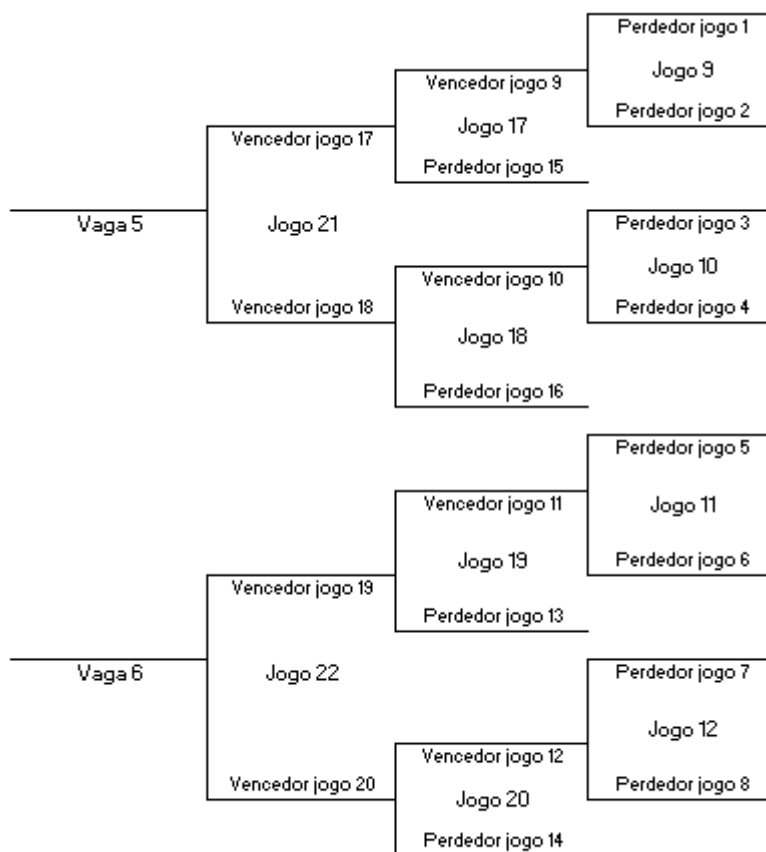 Perdedor jogo 1
Jogo 9
Vencedor jogo 9
Perdedor jogo 2
Jogo 17
Vencedor jogo 17
Perdedor jogo 15
Vaga 5
Jogo 21
Perdedor jogo 3
Jogo 10
Vencedor jogo 10
Vencedor jogo 18
Perdedor jogo 4
Jogo 18
Perdedor jogo 16
Perdedor jogo 5
Vencedor jogo 11
Jogo 11
Jogo 19
Perdedor jogo 6
Vencedor jogo 19
Perdedor jogo 13
Vaga 6
Jogo 22
Perdedor jogo 7
Jogo 12
Vencedor jogo 12
Vencedor jogo 20
Perdedor jogo 8
Jogo 20
Perdedor jogo 14